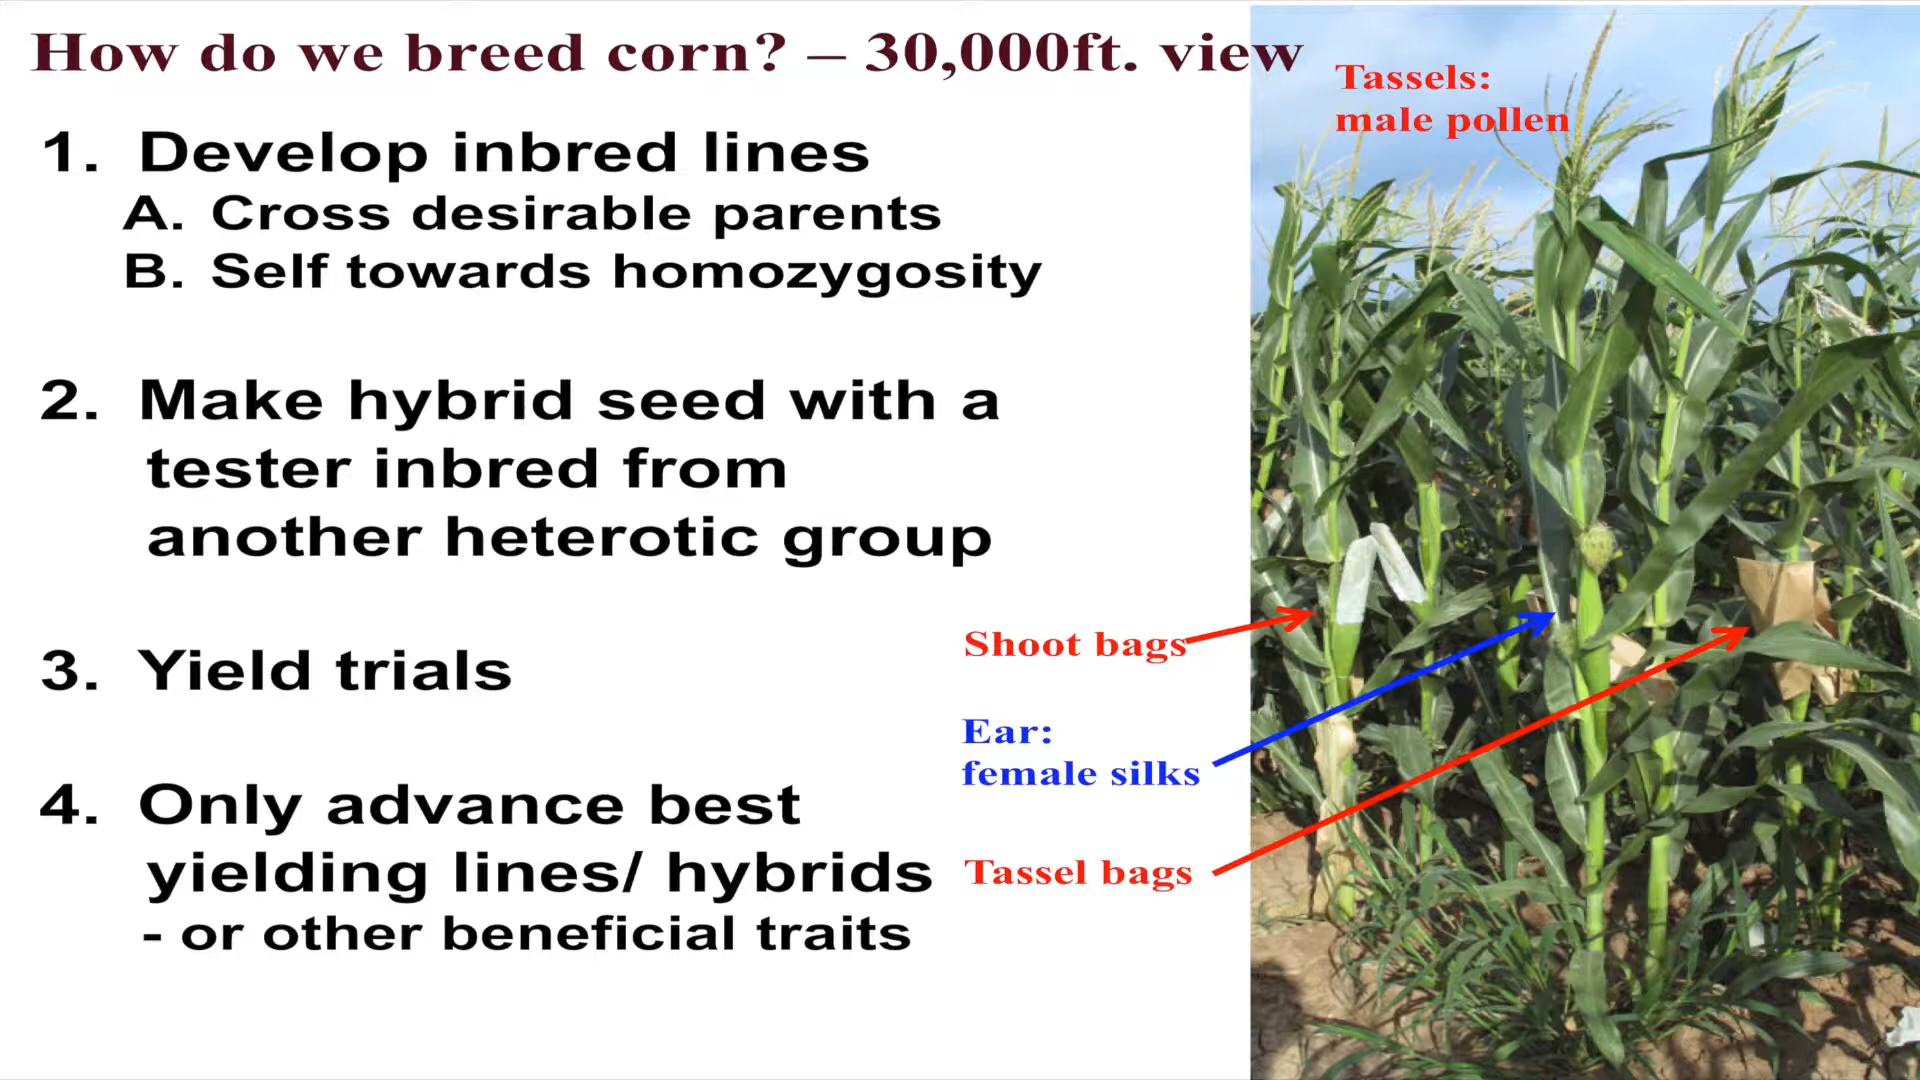 How do we breed corn? – 30,000ft. view
1. Develop inbred lines
A. Cross desirable parents
B. Self towards homozygosity
2. Make hybrid seed with a
tester inbred from
another heterotic group
3. Yield trials
4. Only advance best
yielding lines/ hybrids
- or other beneficial traits
Tassels:
male pollen
Shoot bags
Ear:
female silks
Tassel bags